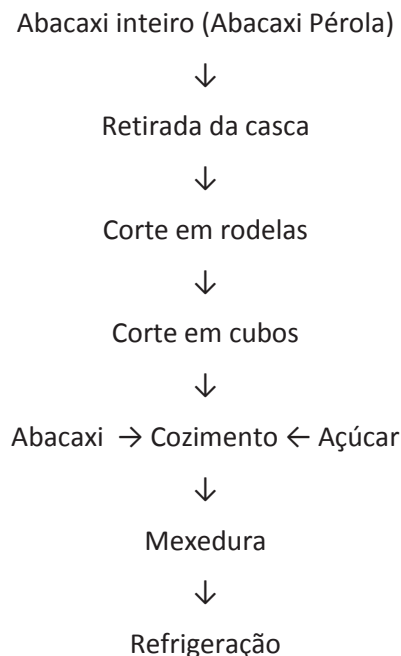 Abacaxi inteiro (Abacaxi Pérola)
↓
Retirada da casca
↓
Corte em rodelas
↓
Corte em cubos
↓
Abacaxi → Cozimento ← Açúcar
↓
Mexedura
↓
Refrigeração